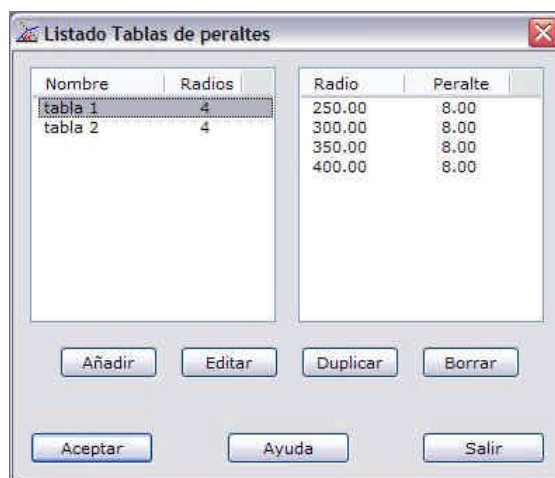 Listado Tablas de peraltes
Nombre Radios
tabla 1 4
tabla 2 4
Radio Peralte
250.00 8.00
300.00 8.00
350.00 8.00
400.00 8.00
Añadir Editar Duplicar Borrar
Aceptar Ayuda Salir